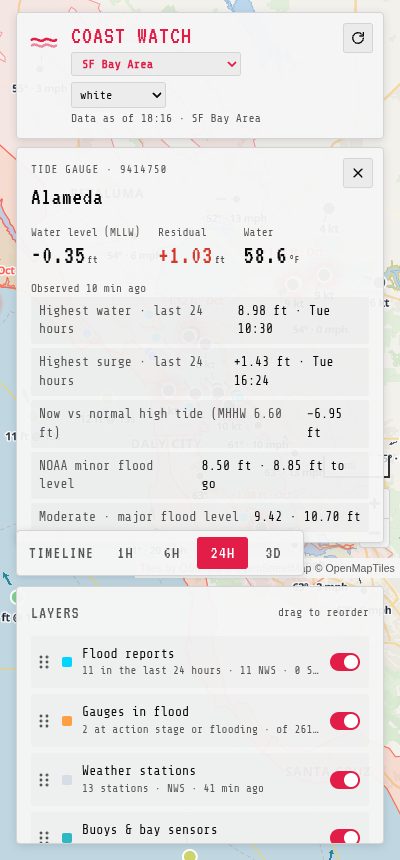 COAST WATCH
SF Bay Area
white
Data as of 18:16 · SF Bay Area
TIDE GAUGE · 9414750
Alameda
Water level (MLLW)
Residual
Water
-0.35 ft
+1.03 ft
58.6 °F
Observed 10 min ago
Highest water · last 24 hours
8.98 ft · Tue 10:30
Highest surge · last 24 hours
+1.43 ft · Tue 16:24
Now vs normal high tide (MHHW 6.60 ft)
-6.95 ft
NOAA minor flood level
8.50 ft · 8.85 ft to go
Moderate · major flood level
9.42 · 10.70 ft
TIMELINE
1H
6H
24H
3D
© OpenMapTiles
LAYERS
drag to reorder
Flood reports
11 in the last 24 hours · 11 NWS · 0 S…
Gauges in flood
2 at action stage or flooding · of 261…
Weather stations
13 stations · NWS · 41 min ago
Buoys & bay sensors